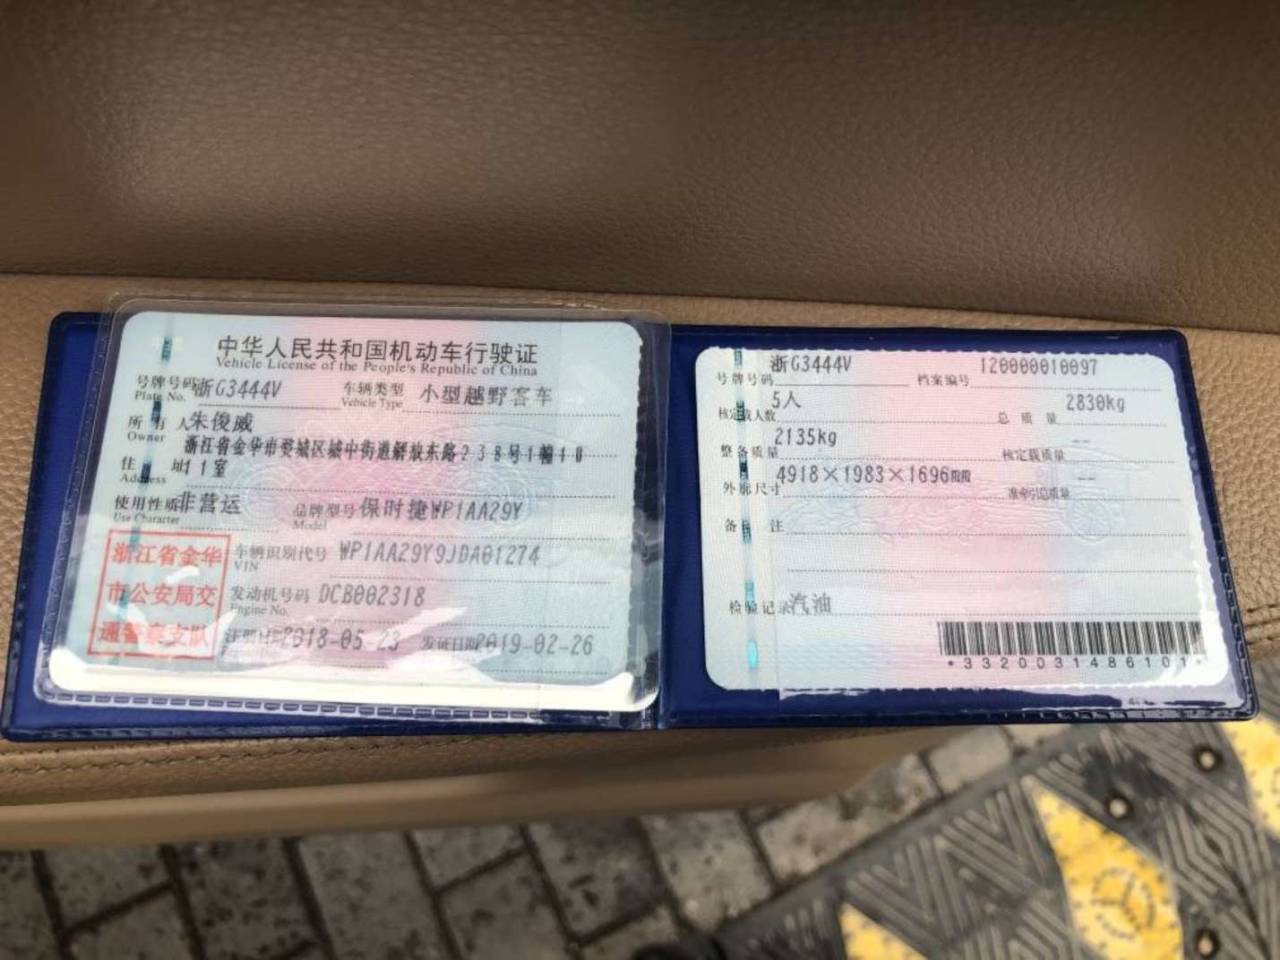 中华人民共和国机动车行驶证
Vehicle License of the People's Republic of China
号牌号码 浙G3444V 车辆类型 小型越野客车
Plate No. Vehicle Type
所有人 朱俊威
Owner
浙江省金华市婺城区城中街道解放东路238号1幢10
住址 11室
Address
使用性质 非营运 品牌型号 保时捷WP1AA29Y
Use Character Model
浙江省金华
市公安局交
通警察支队
车辆识别代号 WP1AA29Y9JDA01274
VIN
发动机号码 DCB002318
Engine No.
注册日期 2018-05-23 发证日期 2019-02-26
号牌号码 浙G3444V 档案编号 120000010097
核定载人数 5人 总质量 2830kg
整备质量 2135kg 核定载质量 --
外廓尺寸 4918×1983×1696mm 准牵引总质量 --
备注
检验记录 汽油
*3320031486101*